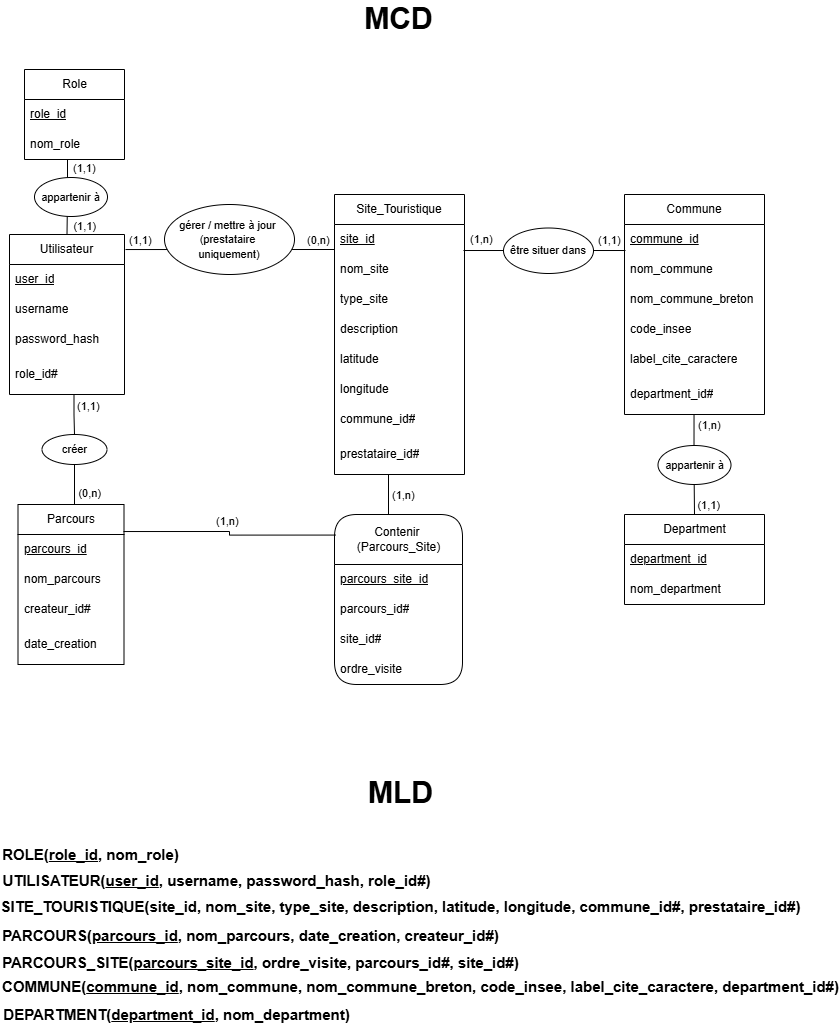 MCD
Role
role_id
nom_role
(1,1)
appartenir à
(1,1)
Utilisateur
user_id
username
password_hash
role_id#
(1,1)
gérer / mettre à jour
(prestataire
uniquement)
(0,n)
Site_Touristique
site_id
nom_site
type_site
description
latitude
longitude
commune_id#
prestataire_id#
(1,n)
être situer dans
(1,1)
Commune
commune_id
nom_commune
nom_commune_breton
code_insee
label_cite_caractere
department_id#
(1,1)
créer
(0,n)
(1,n)
appartenir à
(1,1)
Parcours
parcours_id
nom_parcours
createur_id#
date_creation
(1,n)
(1,n)
Contenir
(Parcours_Site)
parcours_site_id
parcours_id#
site_id#
ordre_visite
Department
department_id
nom_department
MLD
ROLE(role_id, nom_role)
UTILISATEUR(user_id, username, password_hash, role_id#)
SITE_TOURISTIQUE(site_id, nom_site, type_site, description, latitude, longitude, commune_id#, prestataire_id#)
PARCOURS(parcours_id, nom_parcours, date_creation, createur_id#)
PARCOURS_SITE(parcours_site_id, ordre_visite, parcours_id#, site_id#)
COMMUNE(commune_id, nom_commune, nom_commune_breton, code_insee, label_cite_caractere, department_id#)
DEPARTMENT(department_id, nom_department)